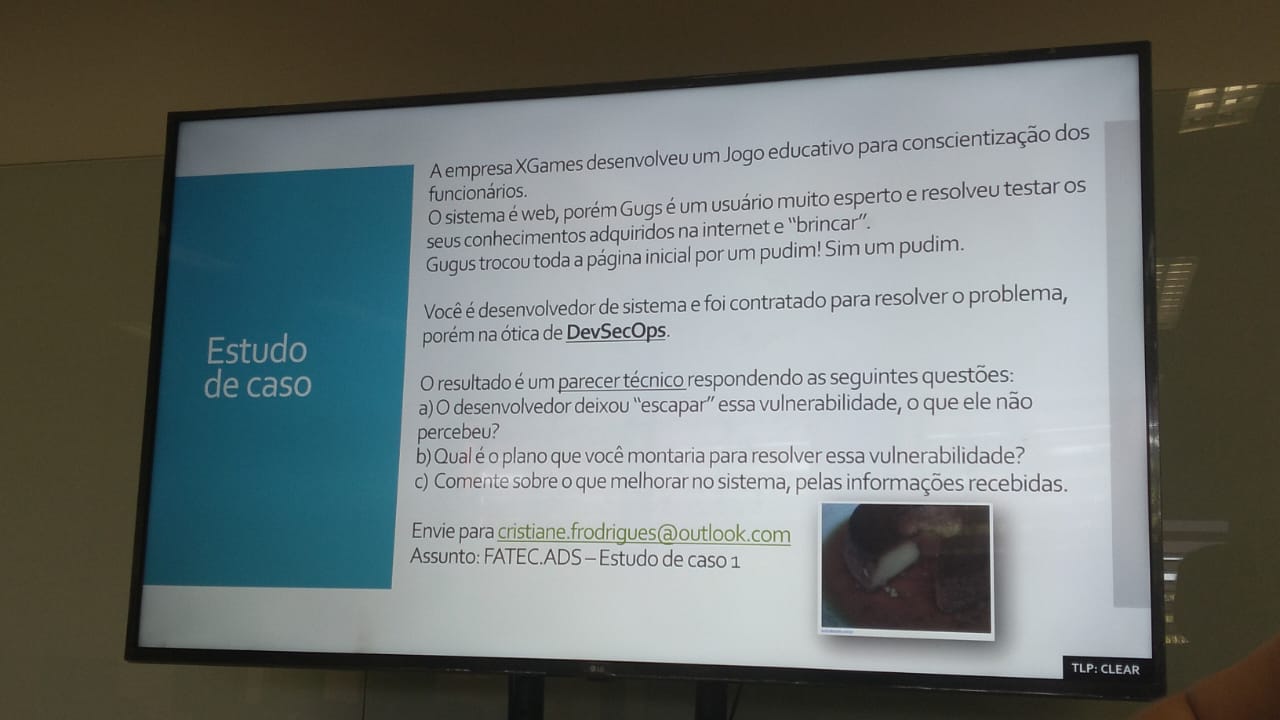 Estudo
de caso
A empresa XGames desenvolveu um Jogo educativo para conscientização dos
funcionários.
O sistema é web, porém Gugs é um usuário muito esperto e resolveu testar os
seus conhecimentos adquiridos na internet e “brincar”.
Gugus trocou toda a página inicial por um pudim! Sim um pudim.
Você é desenvolvedor de sistema e foi contratado para resolver o problema,
porém na ótica de DevSecOps.
O resultado é um parecer técnico respondendo as seguintes questões:
a) O desenvolvedor deixou “escapar” essa vulnerabilidade, o que ele não
percebeu?
b) Qual é o plano que você montaria para resolver essa vulnerabilidade?
c) Comente sobre o que melhorar no sistema, pelas informações recebidas.
Envie para cristiane.frodrigues@outlook.com
Assunto: FATEC.ADS – Estudo de caso 1
TLP: CLEAR
LG